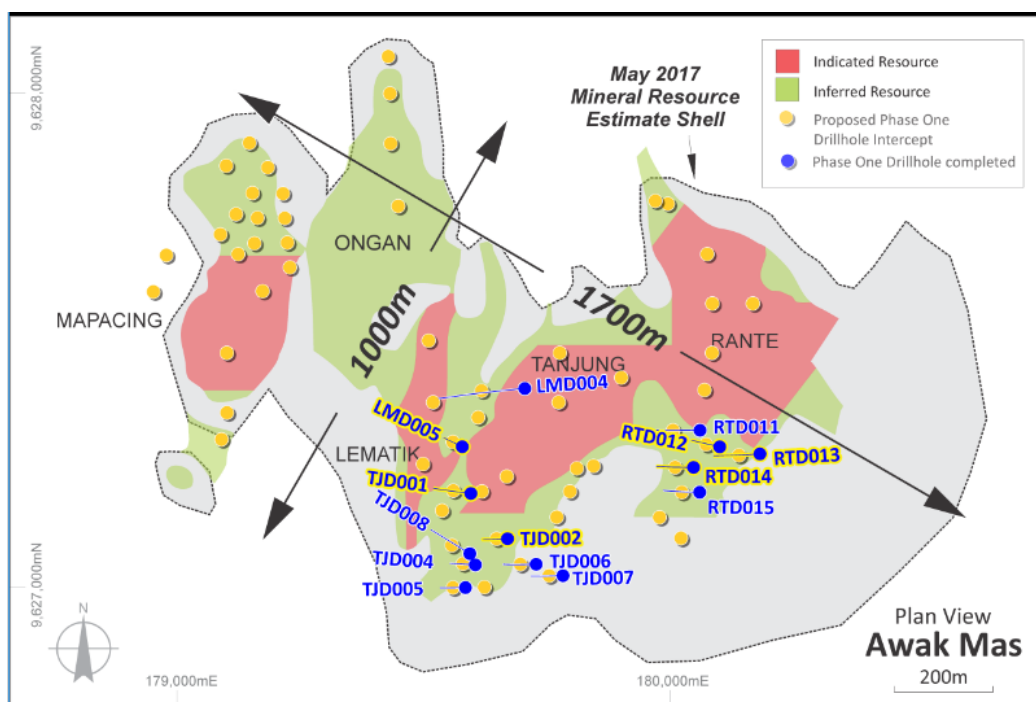 9,628,000mN
May 2017
Mineral Resource
Estimate Shell
Indicated Resource
Inferred Resource
Proposed Phase One
Drillhole Intercept
Phase One Drillhole completed
ONGAN
MAPACING
1000m
1700m
RANTE
TANJUNG
LMD004
LMD005
RTD011
RTD012
LEMATIK
RTD013
RTD014
TJD001
RTD015
TJD008
TJD002
TJD004
TJD006
TJD007
TJD005
9,627,000mN
N
Plan View
Awak Mas
200m
179,000mE
180,000mE